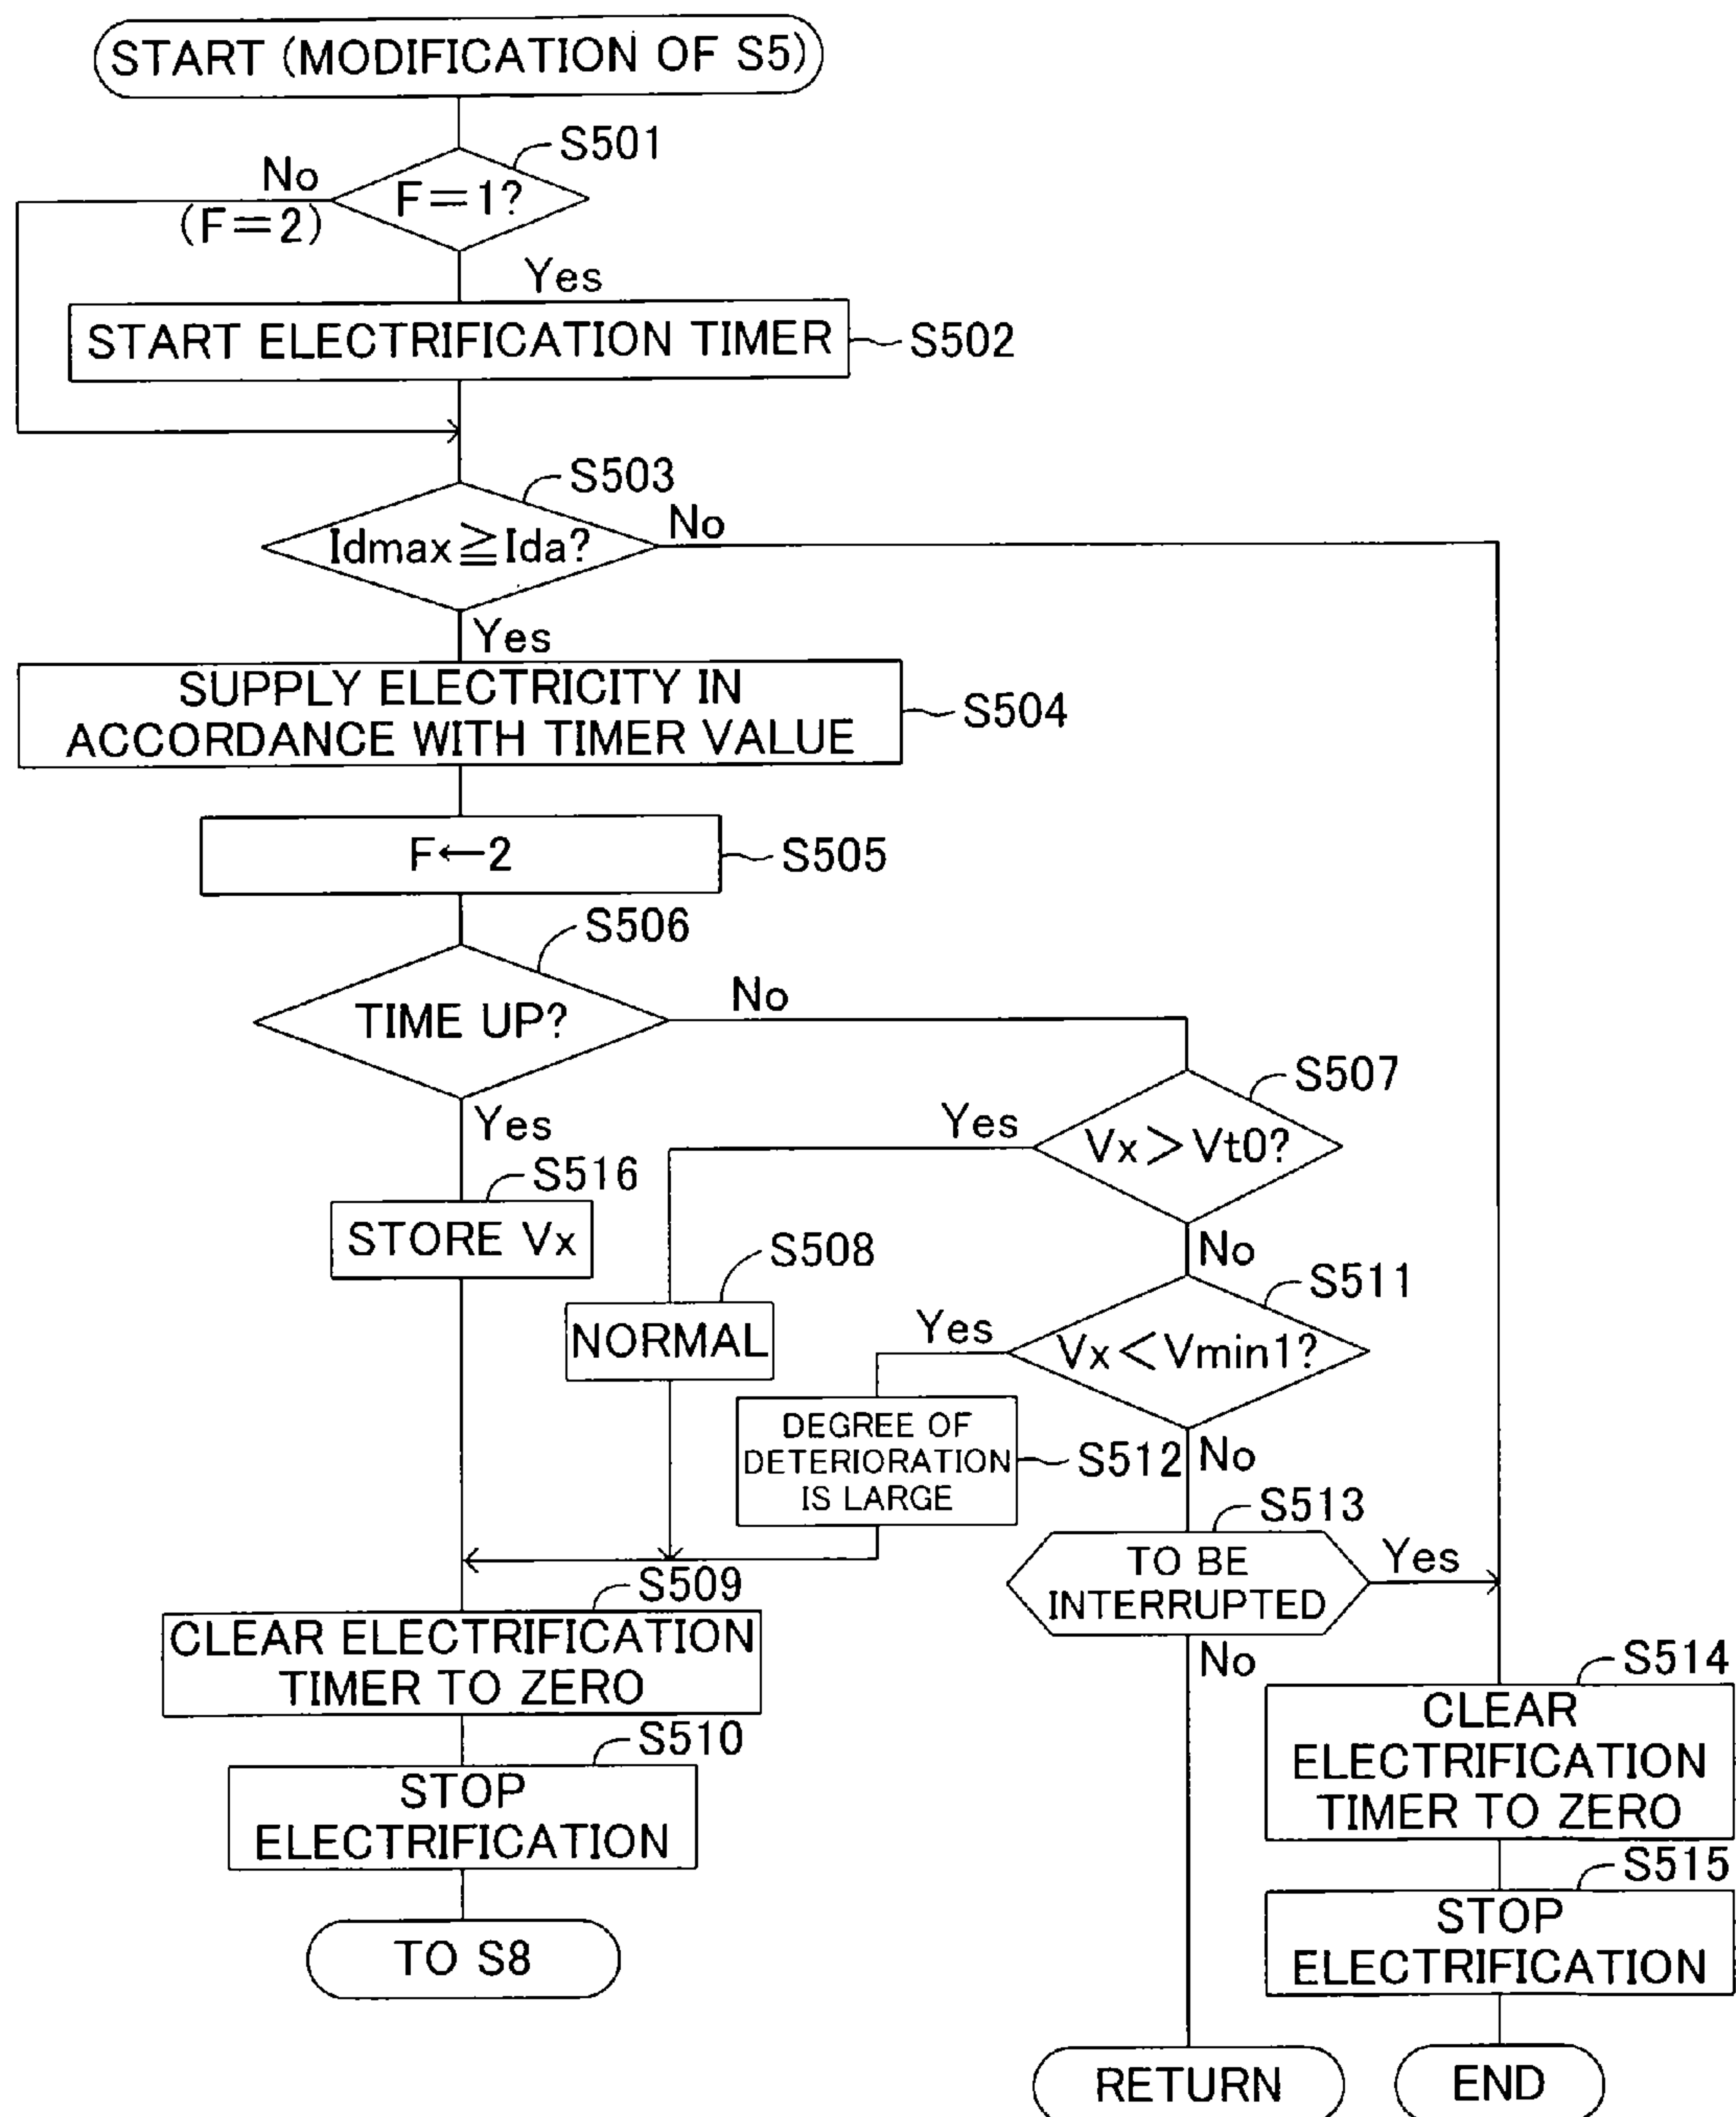 START (MODIFICATION OF S5)
S501
No
F=1?
(F=2)
Yes
START ELECTRIFICATION TIMER
S502
S503
Idmax≧Ida?
No
Yes
SUPPLY ELECTRICITY IN
ACCORDANCE WITH TIMER VALUE
S504
F←2
S505
S506
TIME UP?
No
S507
Yes
Yes
Vx>Vt0?
S516
STORE Vx
No
S508
S511
NORMAL
Yes
Vx<Vmin1?
DEGREE OF
DETERIORATION
IS LARGE
S512
No
S513
TO BE
INTERRUPTED
Yes
S509
CLEAR ELECTRIFICATION
TIMER TO ZERO
No
S514
CLEAR
ELECTRIFICATION
TIMER TO ZERO
S510
STOP
ELECTRIFICATION
S515
STOP
ELECTRIFICATION
TO S8
RETURN
END